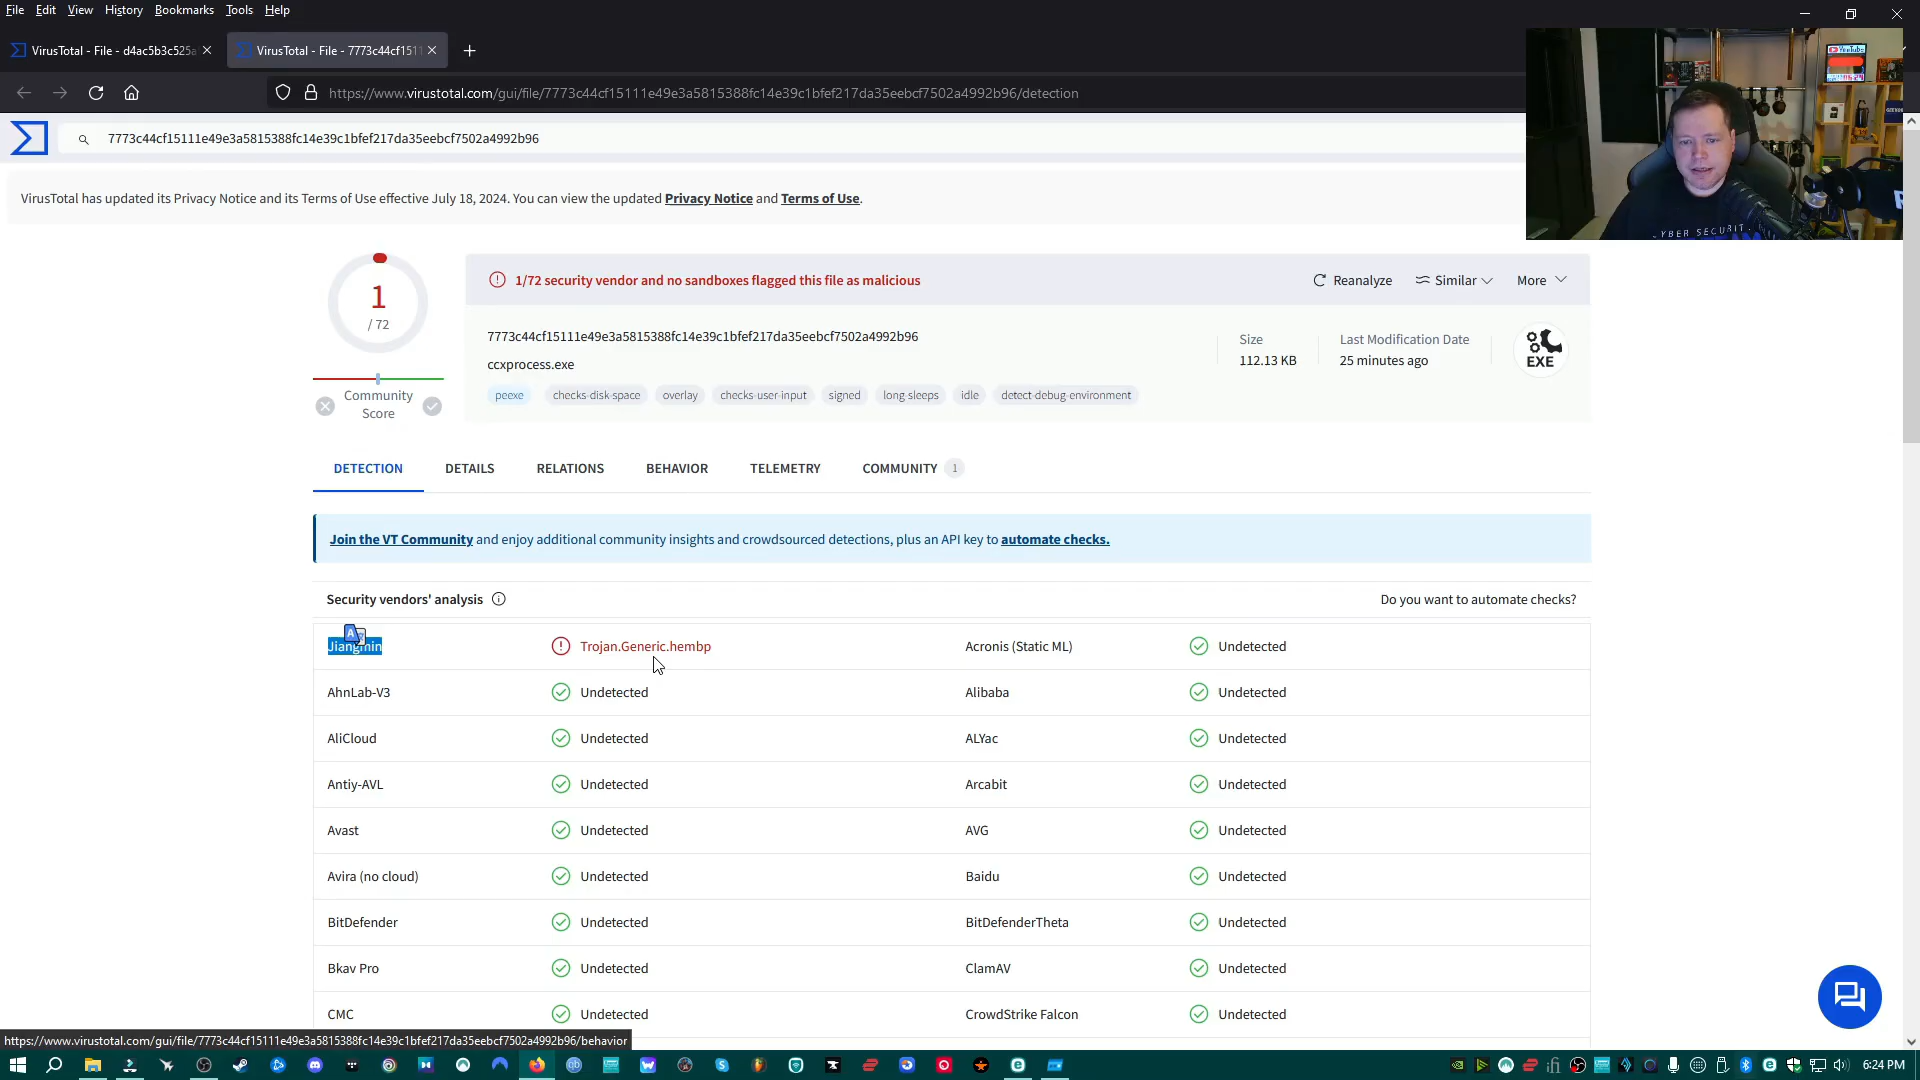 File Edit View History Bookmarks Tools Help
VirusTotal - File - d4ac5b3c525a
VirusTotal - File - 7773c44cf1511
https://www.virustotal.com/gui/file/7773c44cf15111e49e3a5815388fc14e39c1bfef217da35eebcf7502a4992b96/detection
7773c44cf15111e49e3a5815388fc14e39c1bfef217da35eebcf7502a4992b96
YouTube
YBER SECURIT
VirusTotal has updated its Privacy Notice and its Terms of Use effective July 18, 2024. You can view the updated Privacy Notice and Terms of Use.
1
/ 72
Community
Score
1/72 security vendor and no sandboxes flagged this file as malicious
Reanalyze Similar More
7773c44cf15111e49e3a5815388fc14e39c1bfef217da35eebcf7502a4992b96
ccxprocess.exe
peexe checks-disk-space overlay checks-user-input signed long-sleeps idle detect-debug-environment
Size
112.13 KB
Last Modification Date
25 minutes ago
EXE
DETECTION DETAILS RELATIONS BEHAVIOR TELEMETRY COMMUNITY 1
Join the VT Community and enjoy additional community insights and crowdsourced detections, plus an API key to automate checks.
Security vendors' analysis Do you want to automate checks?
Jiangmin Trojan.Generic.hembp Acronis (Static ML) Undetected
AhnLab-V3 Undetected Alibaba Undetected
AliCloud Undetected ALYac Undetected
Antiy-AVL Undetected Arcabit Undetected
Avast Undetected AVG Undetected
Avira (no cloud) Undetected Baidu Undetected
BitDefender Undetected BitDefenderTheta Undetected
Bkav Pro Undetected ClamAV Undetected
CMC Undetected CrowdStrike Falcon Undetected
https://www.virustotal.com/gui/file/7773c44cf15111e49e3a5815388fc14e39c1bfef217da35eebcf7502a4992b96/behavior
6:24 PM